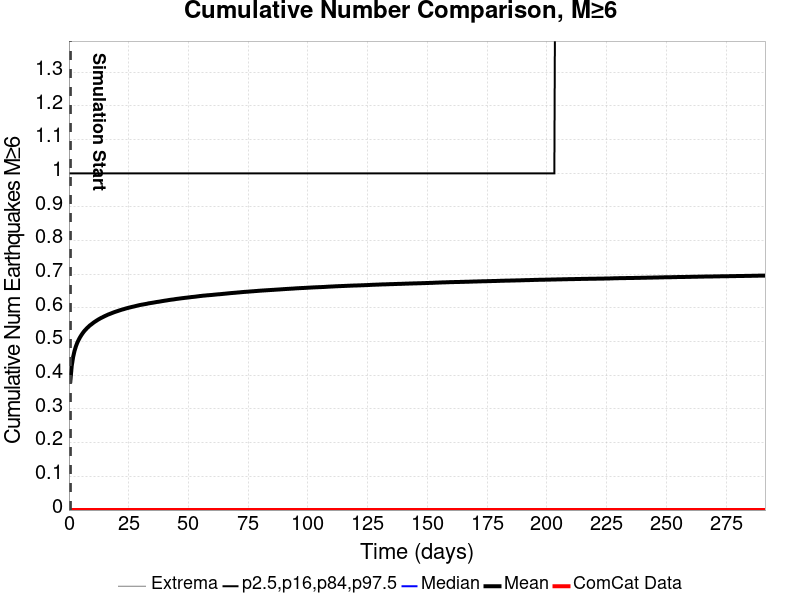 Cumulative Number Comparison, M≥6
Cumulative Num Earthquakes M≥6
1.3
1.2
1.1
1
0.9
0.8
0.7
0.6
0.5
0.4
0.3
0.2
0.1
0
Simulation Start
0 25 50 75 100 125 150 175 200 225 250 275
Time (days)
Extrema p2.5,p16,p84,p97.5 Median Mean ComCat Data